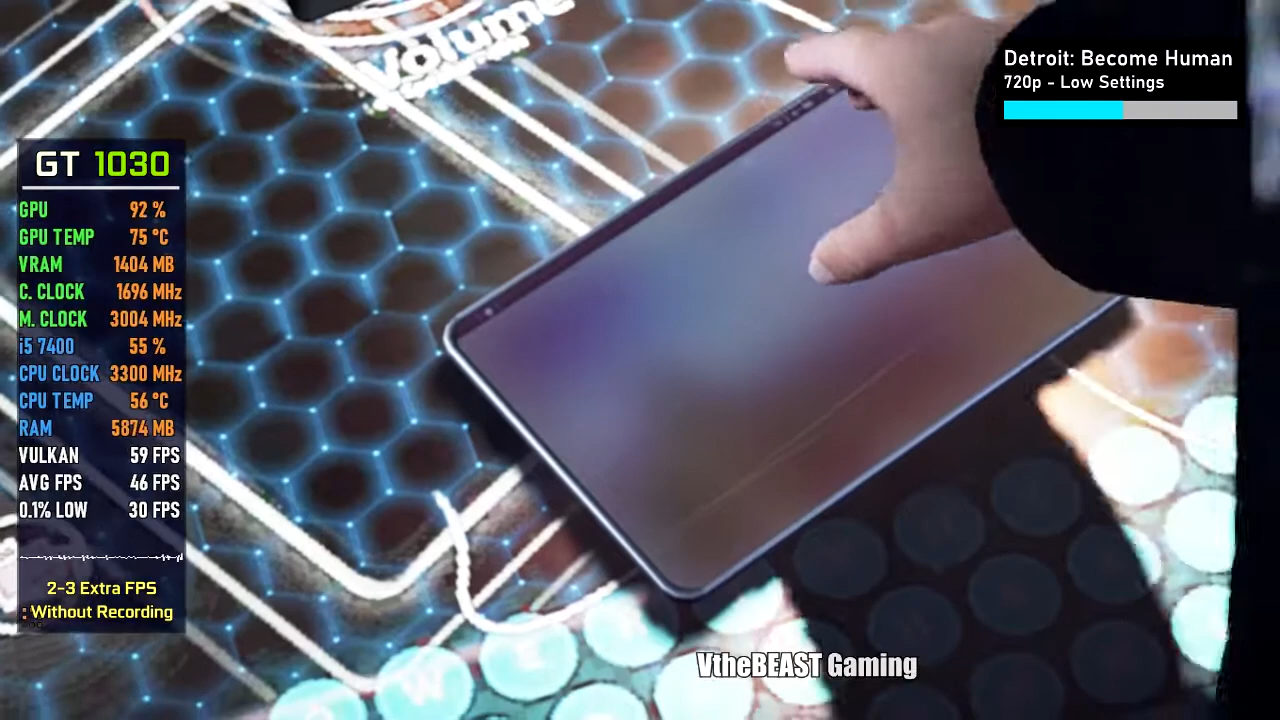 Volume
Detroit: Become Human
720p - Low Settings
GT 1030
GPU 92 %
GPU TEMP 75 °C
VRAM 1404 MB
C. CLOCK 1696 MHz
M. CLOCK 3004 MHz
i5 7400 55 %
CPU CLOCK 3300 MHz
CPU TEMP 56 °C
RAM 5874 MB
VULKAN 59 FPS
AVG FPS 46 FPS
0.1% LOW 30 FPS
2-3 Extra FPS
Without Recording
W
VtheBEAST Gaming